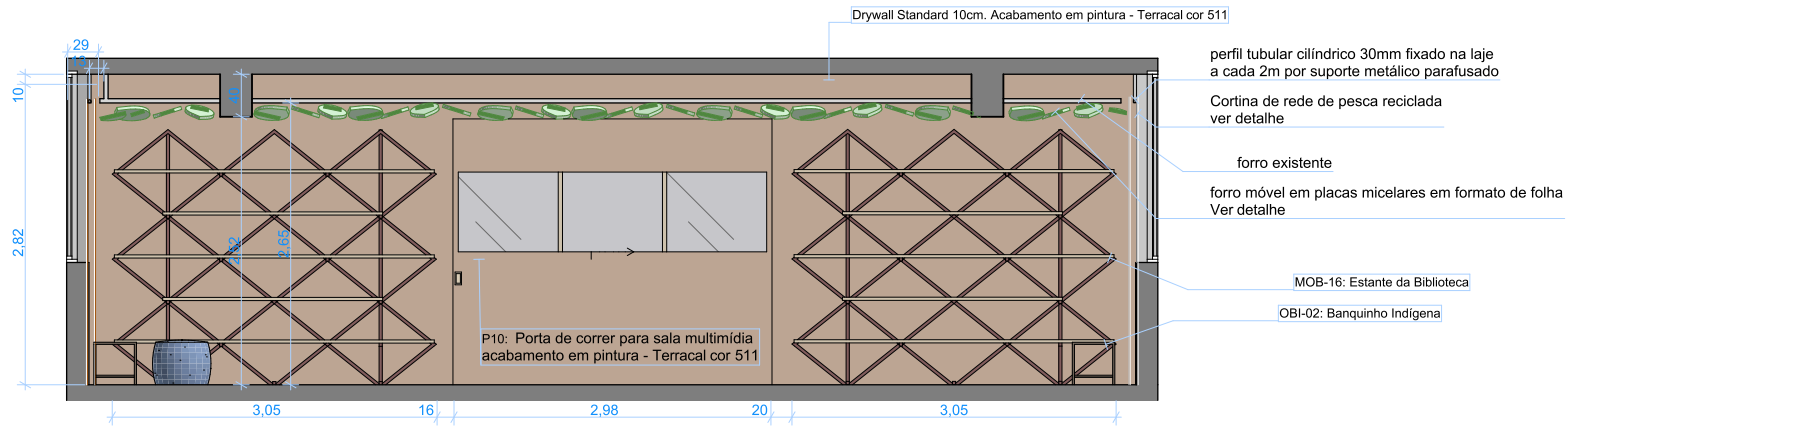 Drywall Standard 10cm. Acabamento em pintura - Terracal cor 511
29
13
10
40
perfil tubular cilíndrico 30mm fixado na laje
a cada 2m por suporte metálico parafusado
Cortina de rede de pesca reciclada
ver detalhe
forro existente
forro móvel em placas micelares em formato de folha
Ver detalhe
2,82
2,65
MOB-16: Estante da Biblioteca
OBI-02: Banquinho Indígena
P10: Porta de correr para sala multimídia
acabamento em pintura - Terracal cor 511
3,05
16
2,98
20
3,05